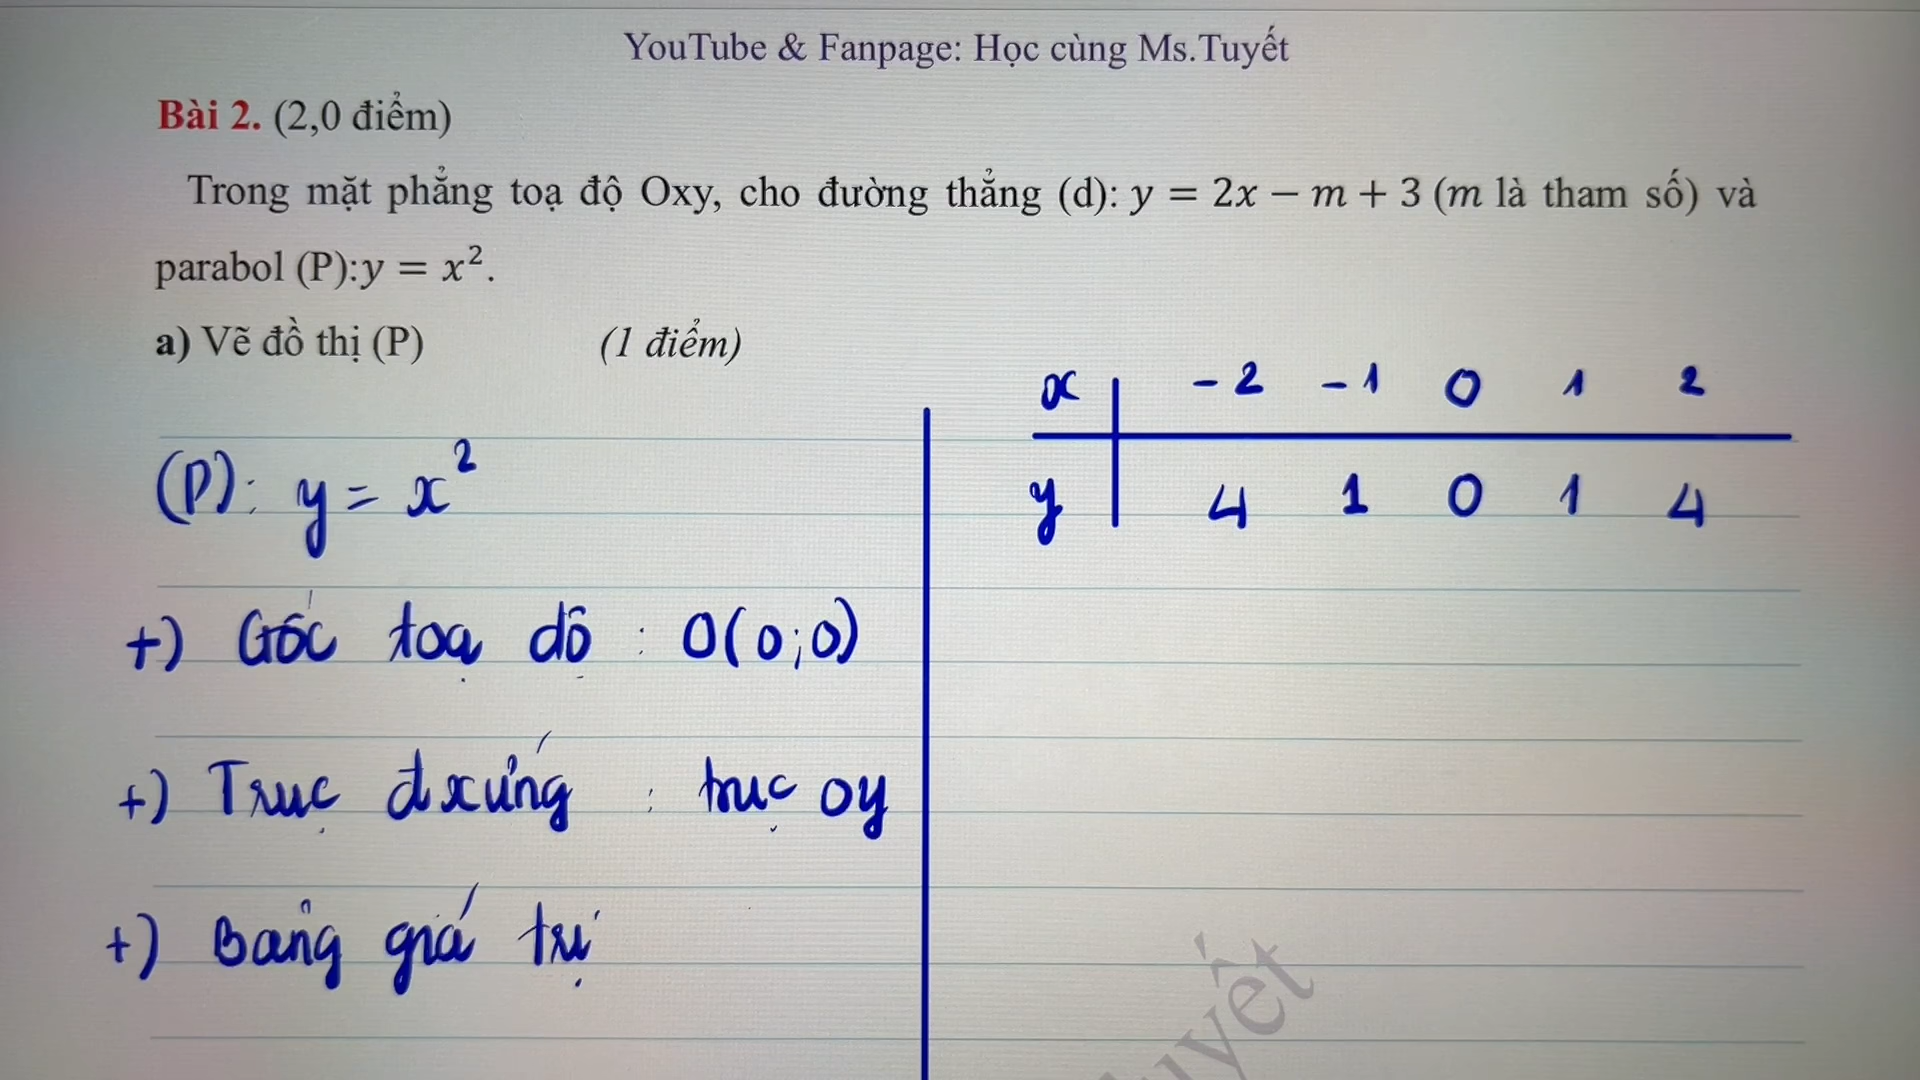 YouTube & Fanpage: Học cùng Ms.Tuyết
Bài 2. (2,0 điểm)
Trong mặt phẳng toạ độ Oxy, cho đường thẳng (d): y = 2x − m + 3 (m là tham số) và
parabol (P):y = x².
a) Vẽ đồ thị (P) (1 điểm)
(P): y = x²
+) Gốc toạ độ : O(0;0)
+) Trục đxứng : trục oy
+) Bảng giá trị
x -2 -1 0 1 2
y 4 1 0 1 4